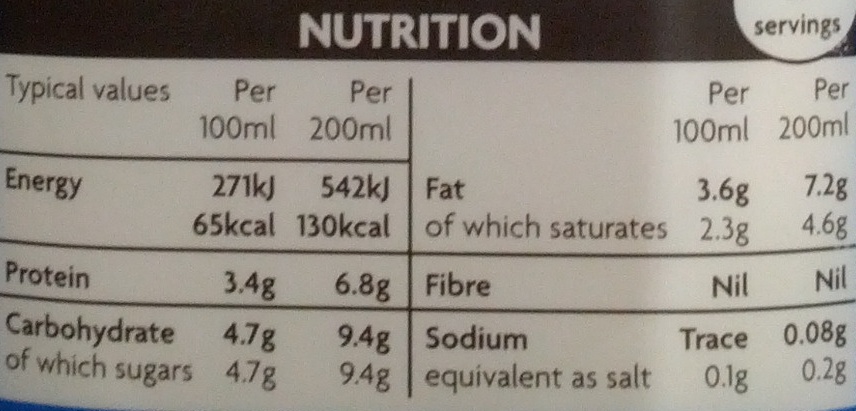 NUTRITION
servings
Typical values Per Per
100ml 200ml
Energy 271kJ 542kJ
65kcal 130kcal
Protein 3.4g 6.8g
Carbohydrate 4.7g 9.4g
of which sugars 4.7g 9.4g
Per Per
100ml 200ml
Fat 3.6g 7.2g
of which saturates 2.3g 4.6g
Fibre Nil Nil
Sodium Trace 0.08g
equivalent as salt 0.1g 0.2g